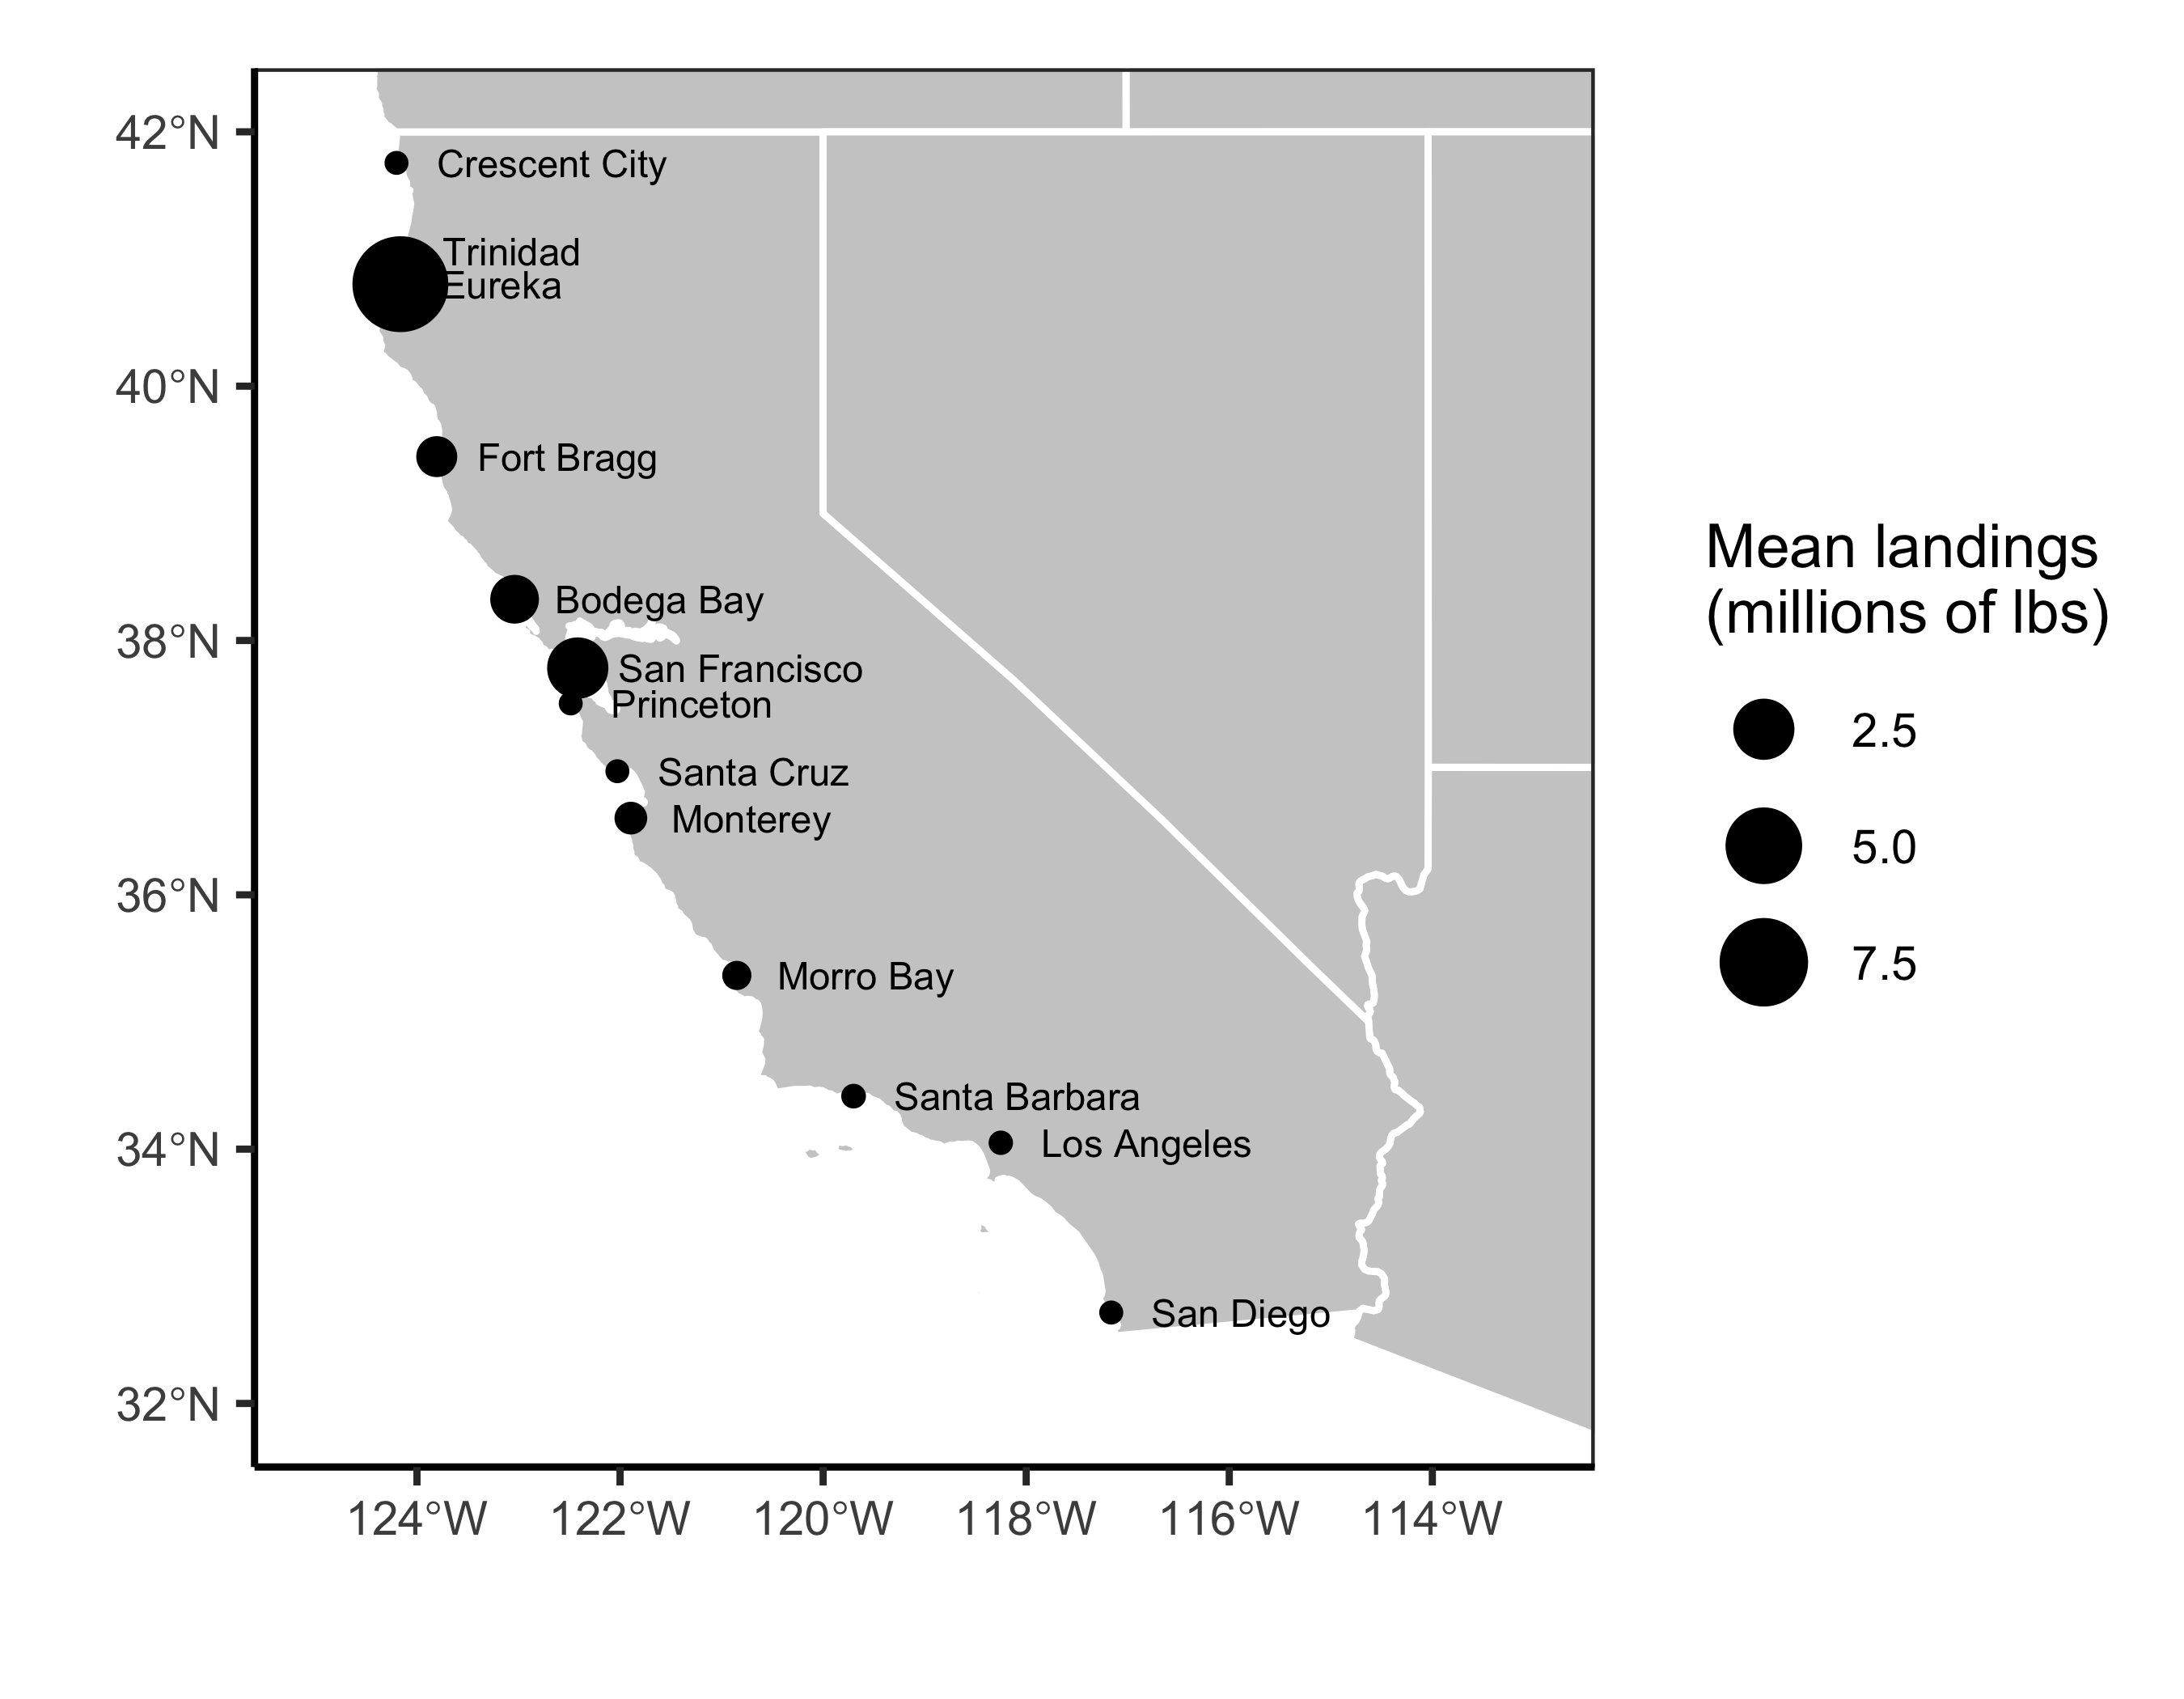 42°N
40°N
38°N
36°N
34°N
32°N
Crescent City
Trinidad
Eureka
Fort Bragg
Bodega Bay
San Francisco
Princeton
Santa Cruz
Monterey
Morro Bay
Santa Barbara
Los Angeles
San Diego
124°W
122°W
120°W
118°W
116°W
114°W
Mean landings
(millions of lbs)
2.5
5.0
7.5